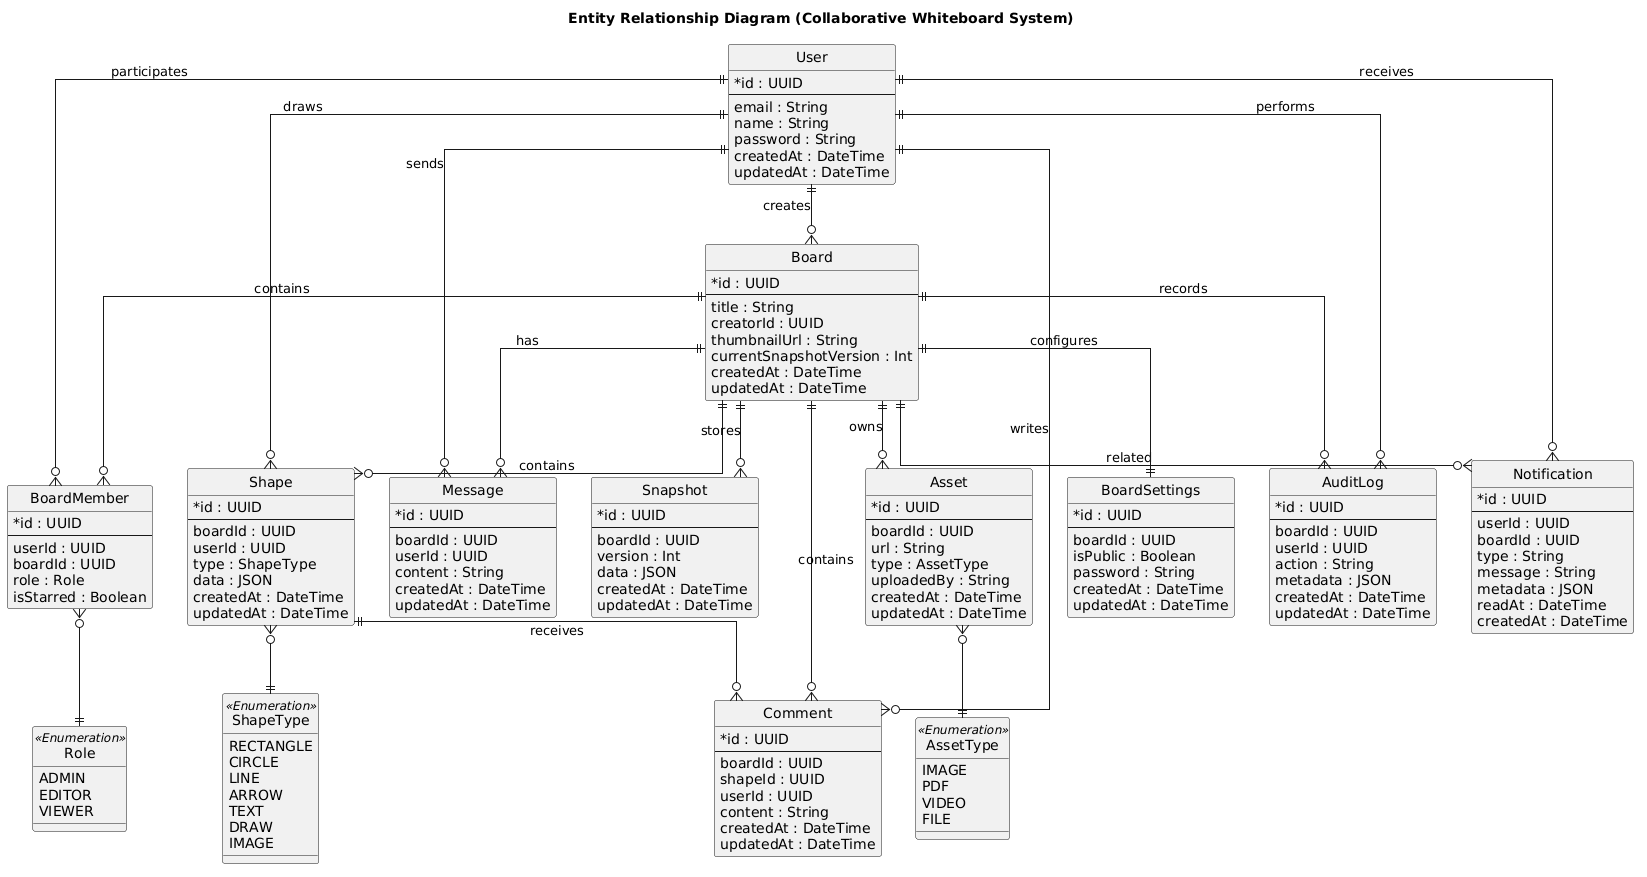 Entity Relationship Diagram (Collaborative Whiteboard System)
User
*id : UUID
email : String
name : String
password : String
createdAt : DateTime
updatedAt : DateTime
participates
receives
draws
performs
sends
creates
Board
*id : UUID
title : String
creatorId : UUID
thumbnailUrl : String
currentSnapshotVersion : Int
createdAt : DateTime
updatedAt : DateTime
contains
records
has
configures
stores
owns
writes
contains
related
BoardMember
*id : UUID
userId : UUID
boardId : UUID
role : Role
isStarred : Boolean
Shape
*id : UUID
boardId : UUID
userId : UUID
type : ShapeType
data : JSON
createdAt : DateTime
updatedAt : DateTime
Message
*id : UUID
boardId : UUID
userId : UUID
content : String
createdAt : DateTime
updatedAt : DateTime
Snapshot
*id : UUID
boardId : UUID
version : Int
data : JSON
createdAt : DateTime
updatedAt : DateTime
contains
Asset
*id : UUID
boardId : UUID
url : String
type : AssetType
uploadedBy : String
createdAt : DateTime
updatedAt : DateTime
BoardSettings
*id : UUID
boardId : UUID
isPublic : Boolean
password : String
createdAt : DateTime
updatedAt : DateTime
AuditLog
*id : UUID
boardId : UUID
userId : UUID
action : String
metadata : JSON
createdAt : DateTime
updatedAt : DateTime
Notification
*id : UUID
userId : UUID
boardId : UUID
type : String
message : String
metadata : JSON
readAt : DateTime
createdAt : DateTime
receives
«Enumeration»
Role
ADMIN
EDITOR
VIEWER
«Enumeration»
ShapeType
RECTANGLE
CIRCLE
LINE
ARROW
TEXT
DRAW
IMAGE
Comment
*id : UUID
boardId : UUID
shapeId : UUID
userId : UUID
content : String
createdAt : DateTime
updatedAt : DateTime
«Enumeration»
AssetType
IMAGE
PDF
VIDEO
FILE